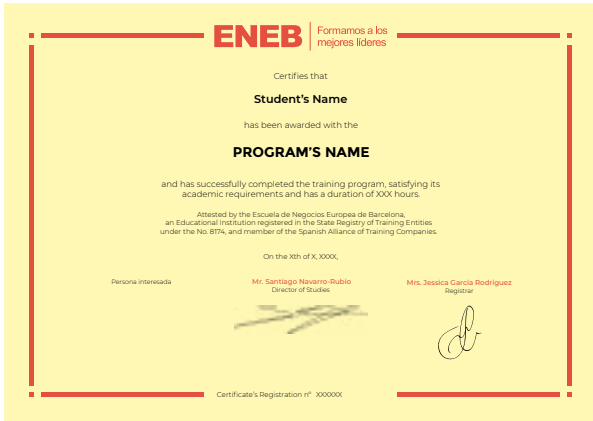 ENEB
Formamos a los
mejores líderes
Certifies that
Student's Name
has been awarded with the
PROGRAM'S NAME
and has successfully completed the training program, satisfying its
academic requirements and has a duration of XXX hours.
Attested by the Escuela de Negocios Europea de Barcelona,
an Educational Institution registered in the State Registry of Training Entities
under the No. 8174, and member of the Spanish Alliance of Training Companies.
On the Xth of X, XXXX,
Persona interesada
Mr. Santiago Navarro-Rubio
Director of Studies
Mrs. Jessica García Rodríguez
Registrar
Certificate's Registration nº XXXXXX